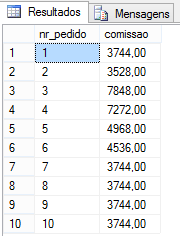 Resultados Mensagens
nr_pedido comissao
1 1 3744,00
2 2 3528,00
3 3 7848,00
4 4 7272,00
5 5 4968,00
6 6 4536,00
7 7 3744,00
8 8 3744,00
9 9 3744,00
10 10 3744,00